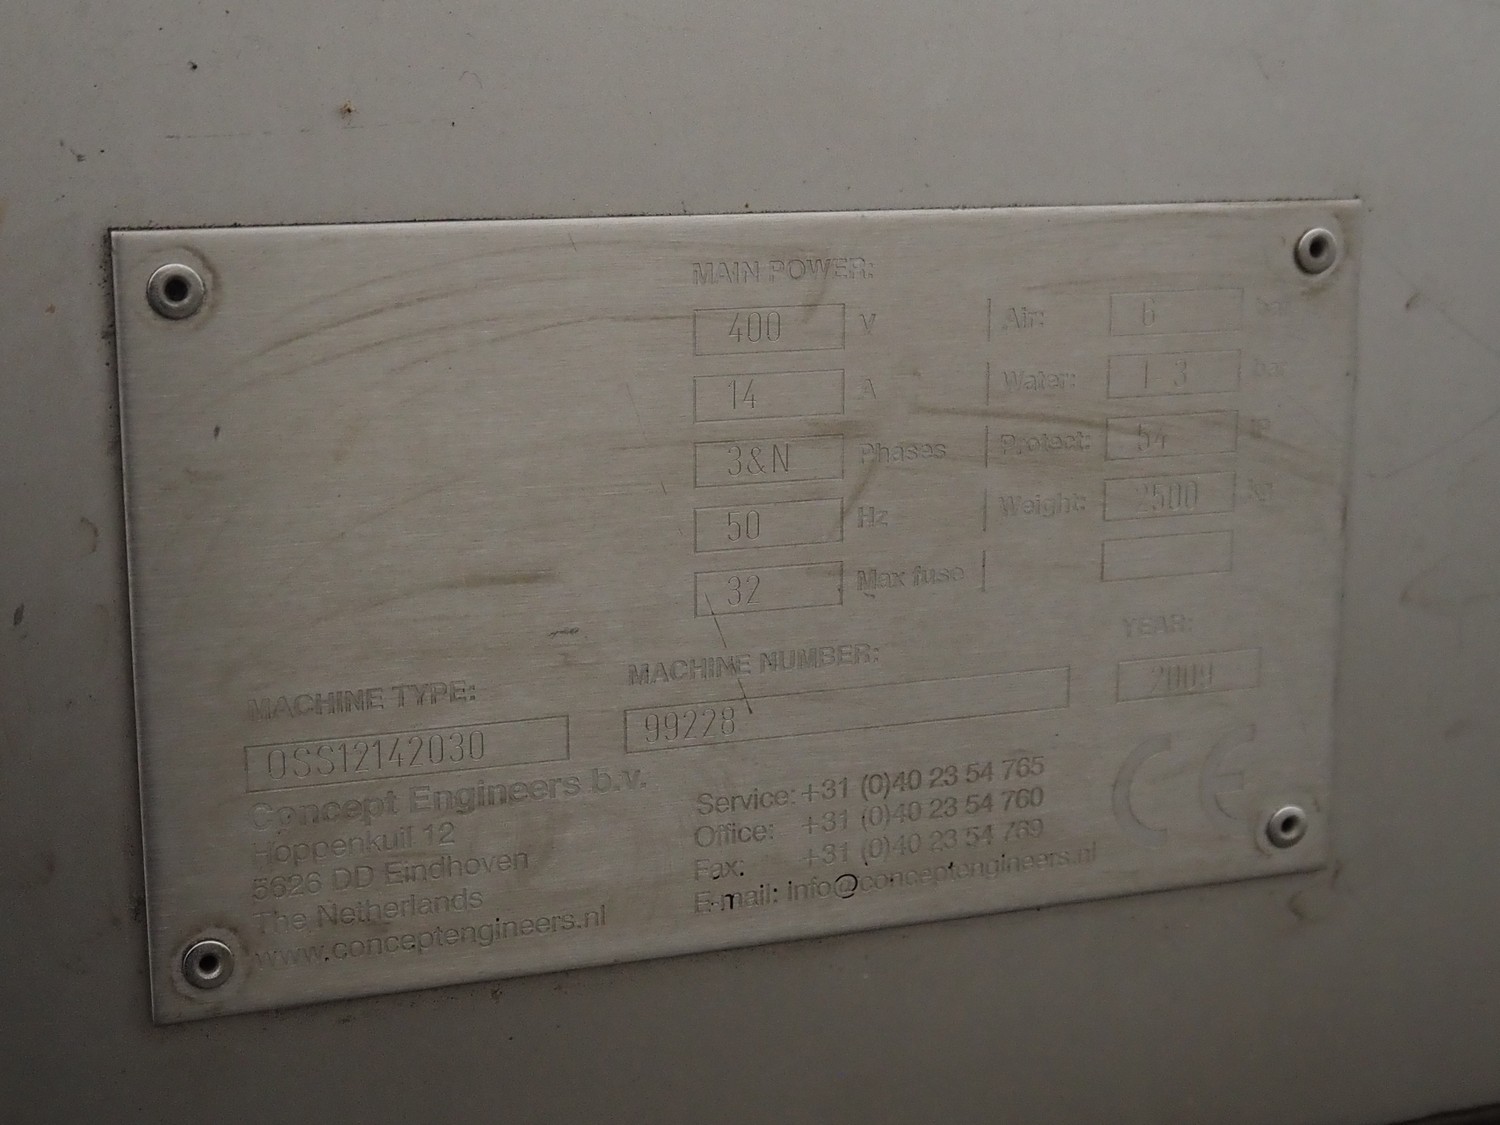 MAIN POWER:
400 V | Air: 6 bar
14 A | Water: 1 3 bar
3&N Phases | Protect: 54 IP
50 Hz | Weight: 2500 kg
32 Max fuse |
MACHINE TYPE: MACHINE NUMBER: YEAR:
OSS12142030 99228 2009
Concept Engineers b.v.
Hoppenkuil 12
5626 DD Eindhoven
The Netherlands
www.conceptengineers.nl
Service: +31 (0)40 23 54 765
Office: +31 (0)40 23 54 760
Fax: +31 (0)40 23 54 769
E-mail: info@conceptengineers.nl
CE